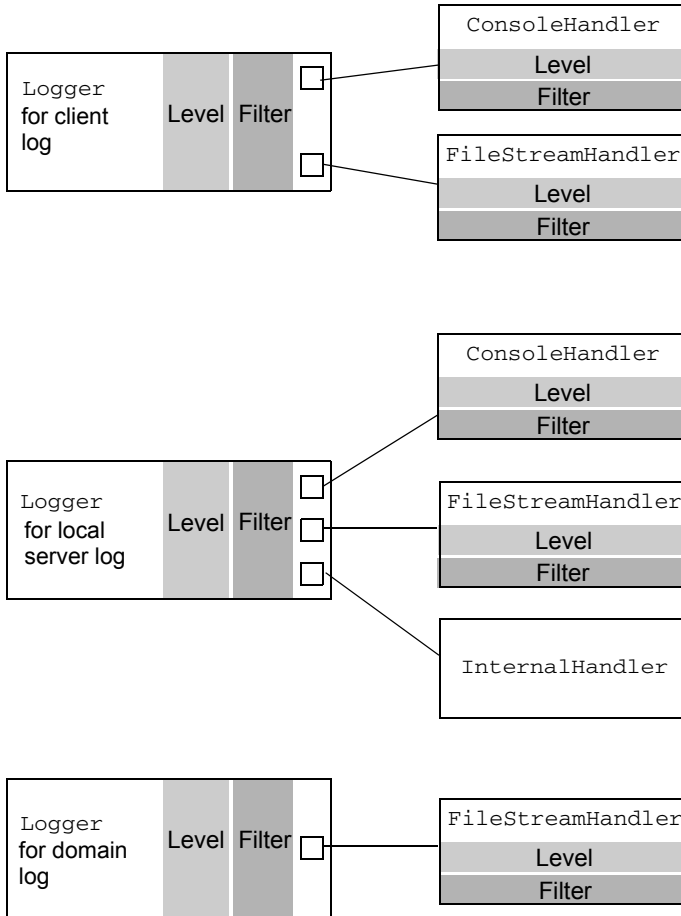 ConsoleHandler
Level
Filter
Logger
for client
log
Level
Filter
FileStreamHandler
Level
Filter
ConsoleHandler
Level
Filter
Logger
for local
server log
Level
Filter
FileStreamHandler
Level
Filter
InternalHandler
Logger
for domain
log
Level
Filter
FileStreamHandler
Level
Filter